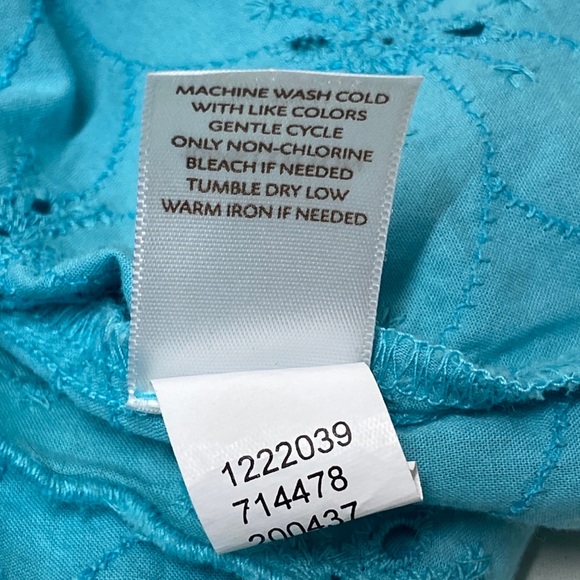 MACHINE WASH COLD
WITH LIKE COLORS
GENTLE CYCLE
ONLY NON-CHLORINE
BLEACH IF NEEDED
TUMBLE DRY LOW
WARM IRON IF NEEDED
1222039
714478
200437